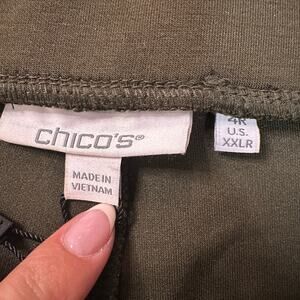 chico's®
MADE IN
VIETNAM
4R
U.S.
XXLR